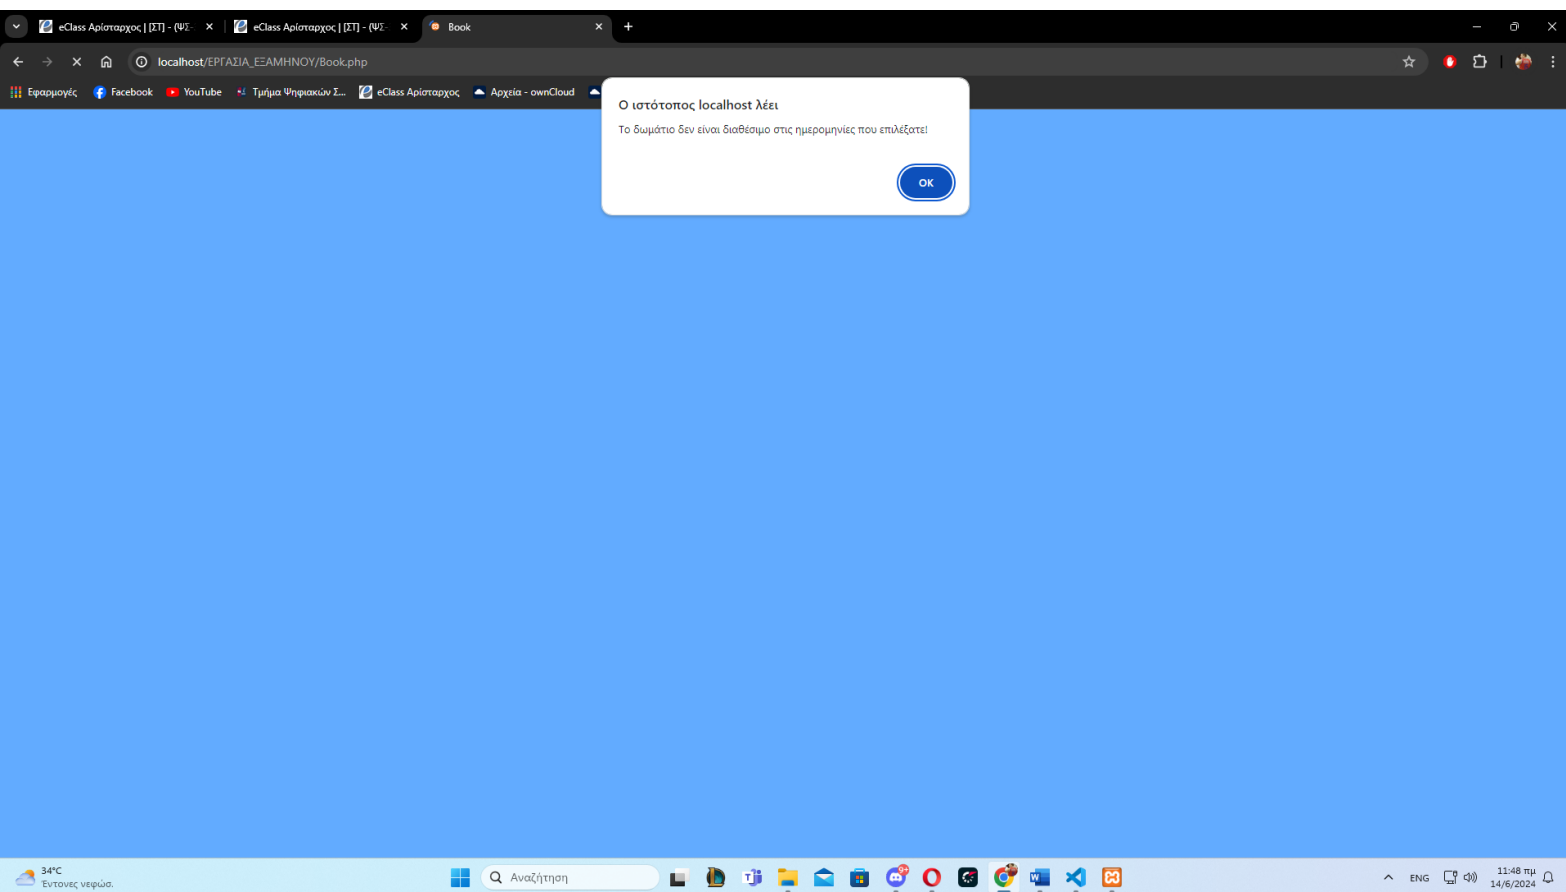 eClass Αρίσταρχος | [ΣΤ] - (ΨΣ-
eClass Αρίσταρχος | [ΣΤ] - (ΨΣ-
Book
localhost/ΕΡΓΑΣΙΑ_ΕΞΑΜΗΝΟΥ/Book.php
Εφαρμογές
Facebook
YouTube
Τμήμα Ψηφιακών Σ...
eClass Αρίσταρχος
Αρχεία - ownCloud
Ο ιστότοπος localhost λέει
Το δωμάτιο δεν είναι διαθέσιμο στις ημερομηνίες που επιλέξατε!
OK
34°C
Έντονες νεφώσ.
Αναζήτηση
9+
ENG
11:48 πμ
14/6/2024